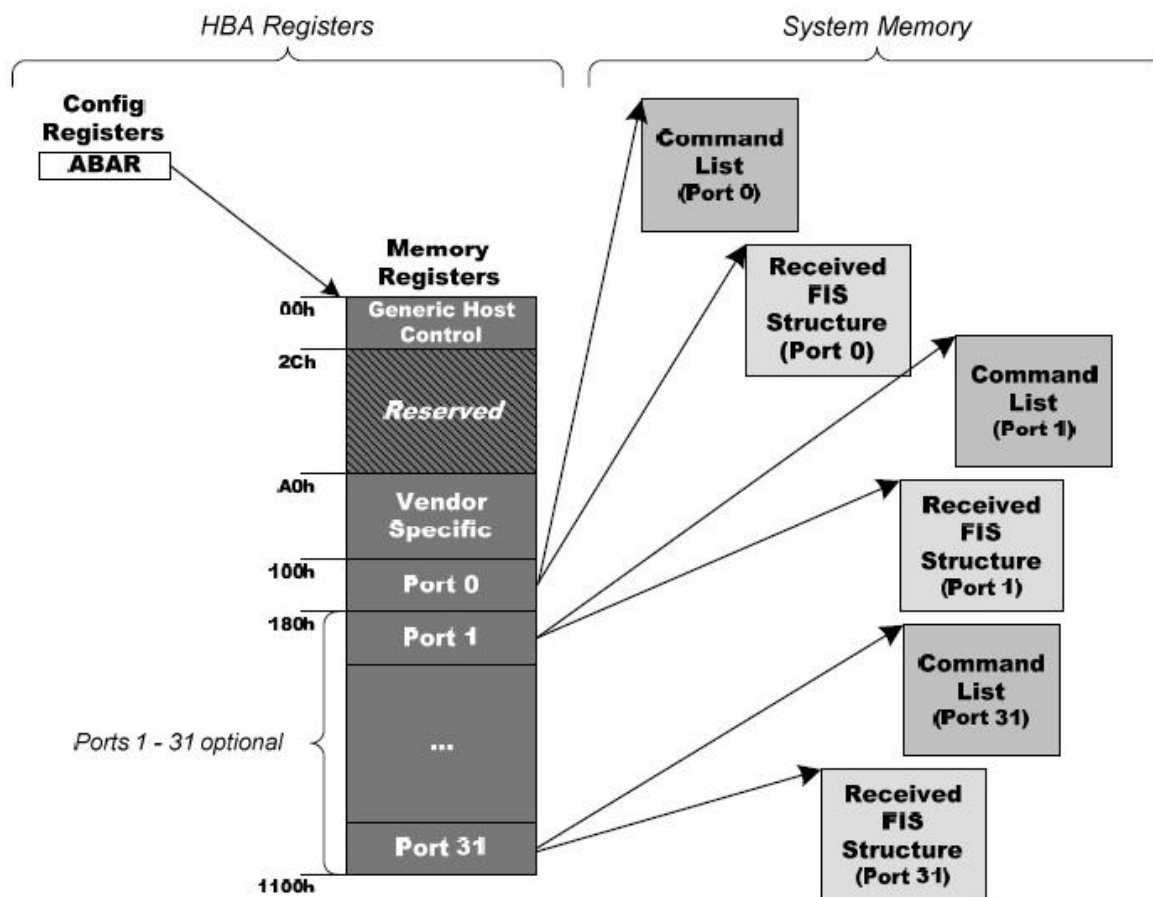 HBA Registers
System Memory
Config
Registers
ABAR
Command
List
(Port 0)
Memory
Registers
Received
FIS
Structure
(Port 0)
00h
Generic Host
Control
2Ch
Reserved
Command
List
(Port 1)
A0h
Vendor
Specific
Received
FIS
Structure
(Port 1)
100h
Port 0
180h
Port 1
Command
List
(Port 31)
Ports 1 - 31 optional
...
Received
FIS
Structure
(Port 31)
Port 31
1100h